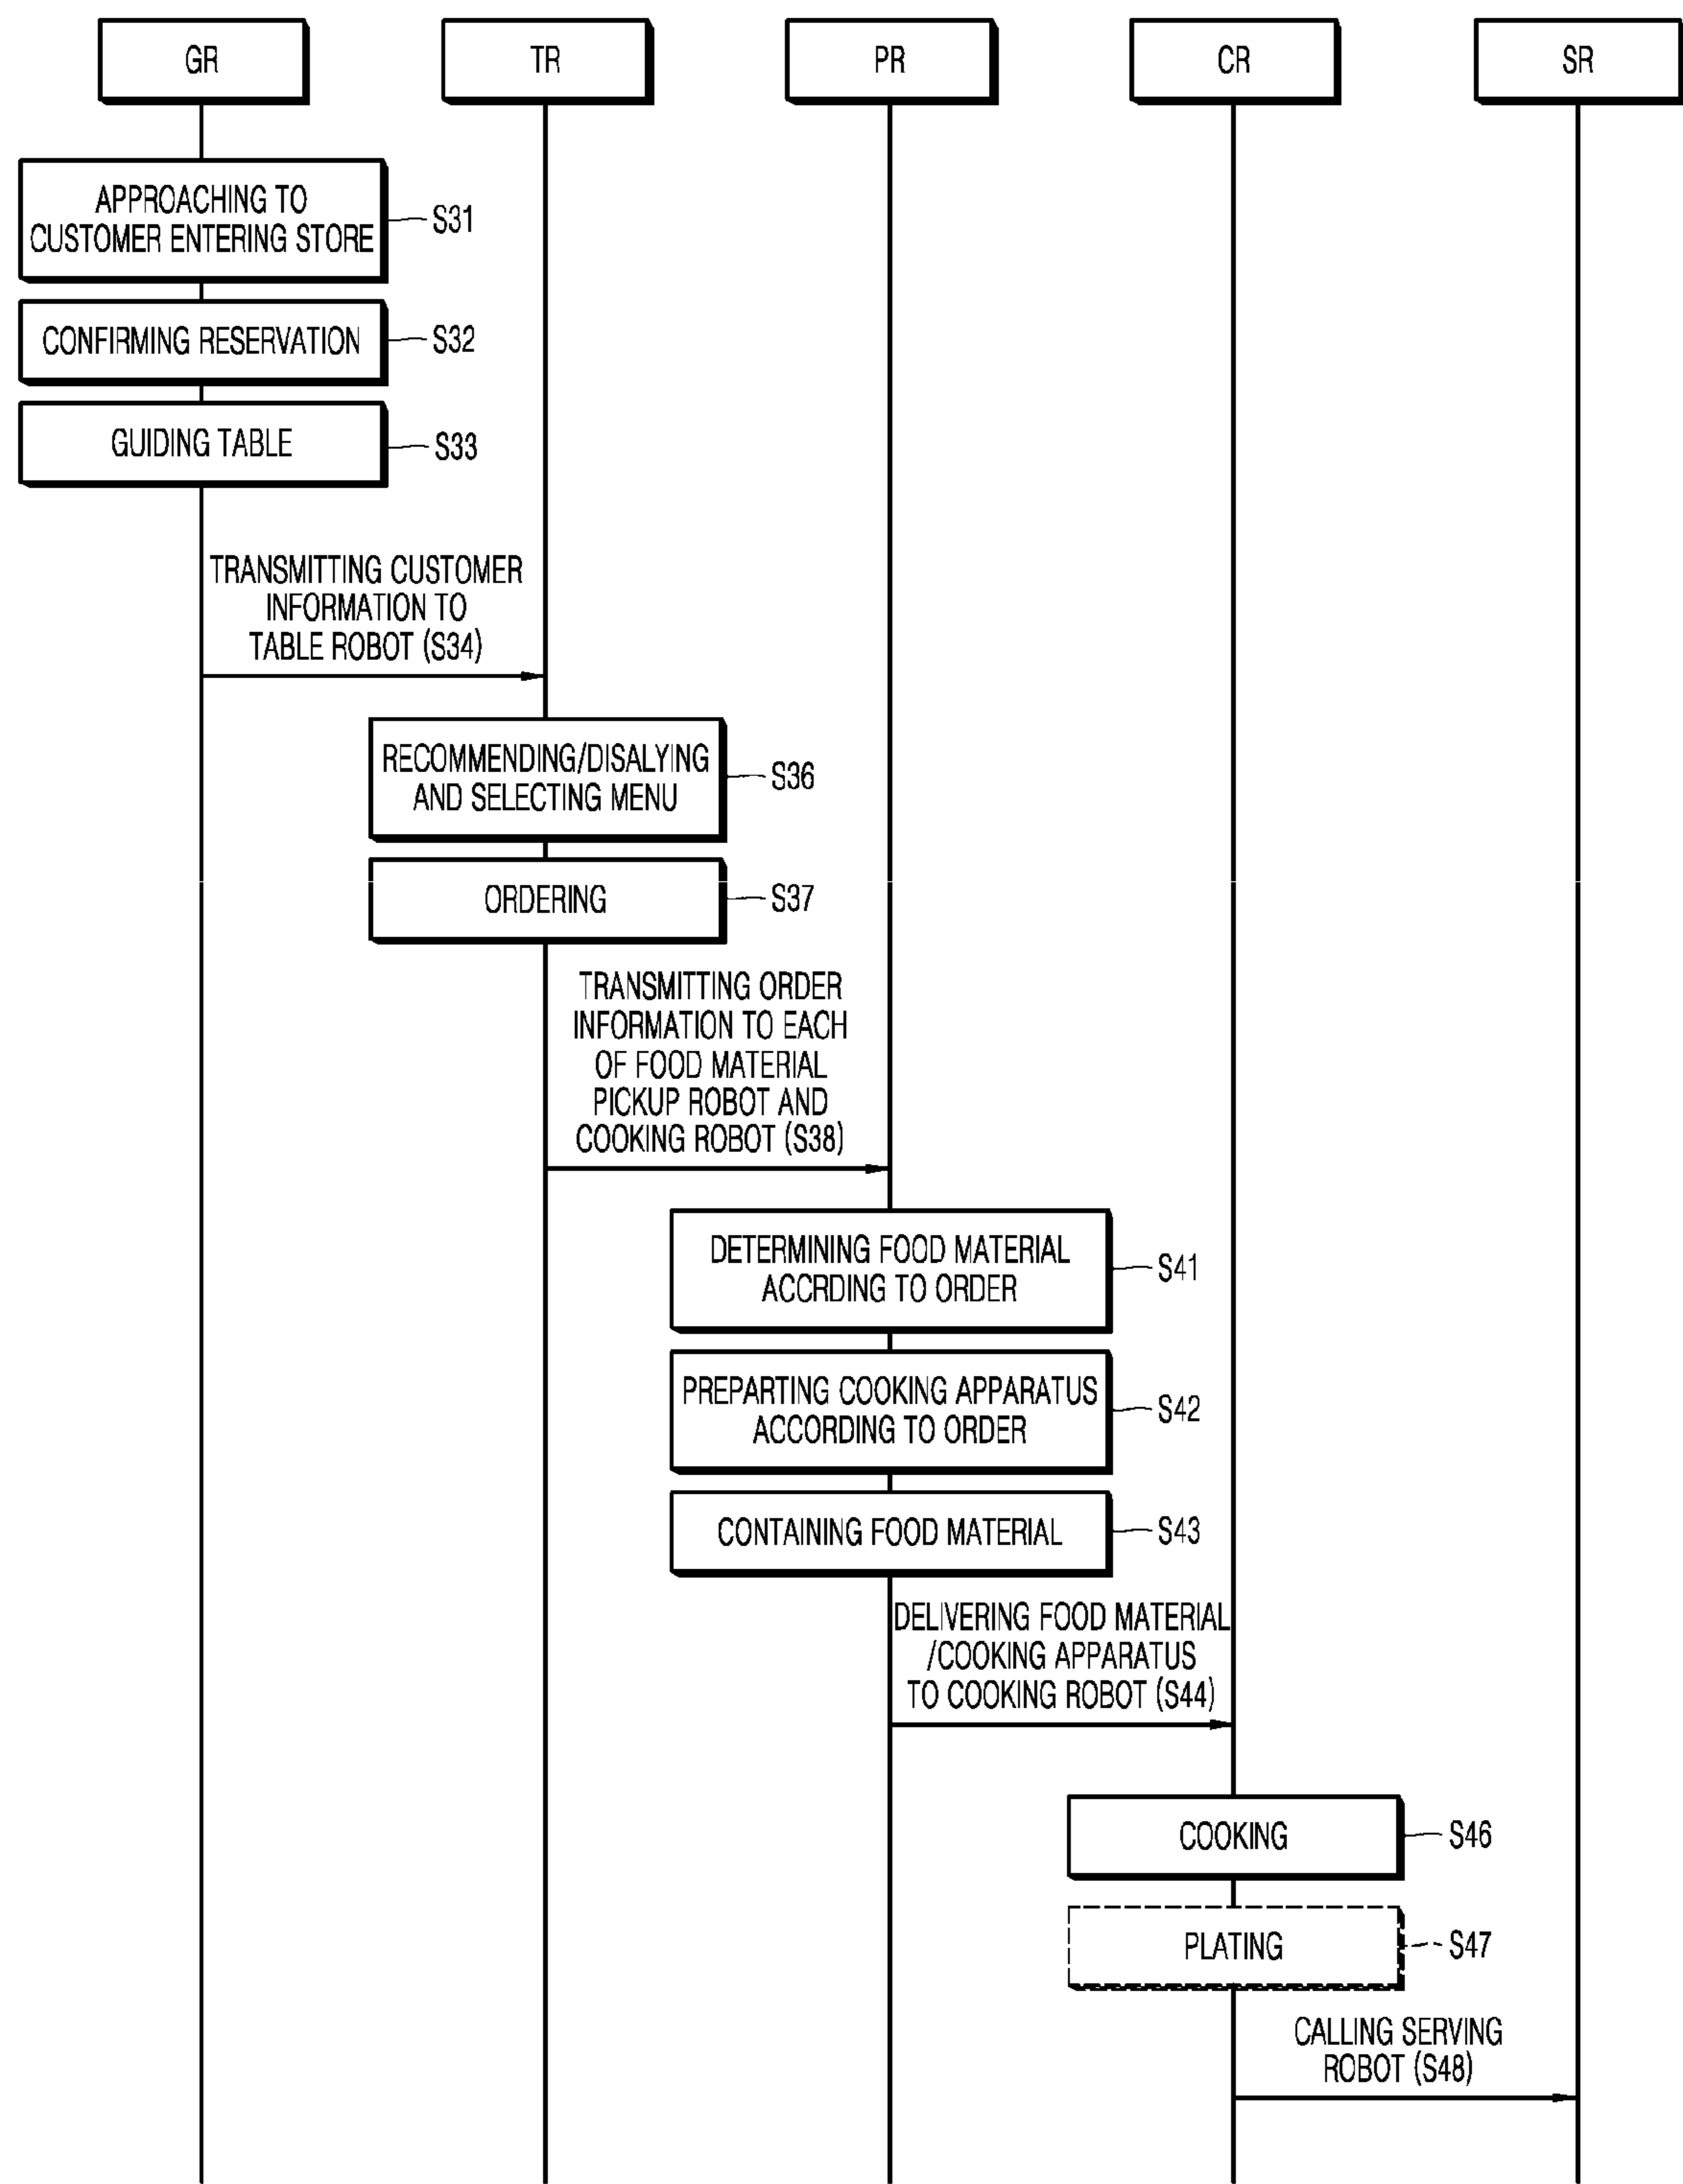 GR
TR
PR
CR
SR
APPROACHING TO
CUSTOMER ENTERING STORE
S31
CONFIRMING RESERVATION
S32
GUIDING TABLE
S33
TRANSMITTING CUSTOMER
INFORMATION TO
TABLE ROBOT (S34)
RECOMMENDING/DISALYING
AND SELECTING MENU
S36
ORDERING
S37
TRANSMITTING ORDER
INFORMATION TO EACH
OF FOOD MATERIAL
PICKUP ROBOT AND
COOKING ROBOT (S38)
DETERMINING FOOD MATERIAL
ACCRDING TO ORDER
S41
PREPARTING COOKING APPARATUS
ACCORDING TO ORDER
S42
CONTAINING FOOD MATERIAL
S43
DELIVERING FOOD MATERIAL
/COOKING APPARATUS
TO COOKING ROBOT (S44)
COOKING
S46
PLATING
S47
CALLING SERVING
ROBOT (S48)